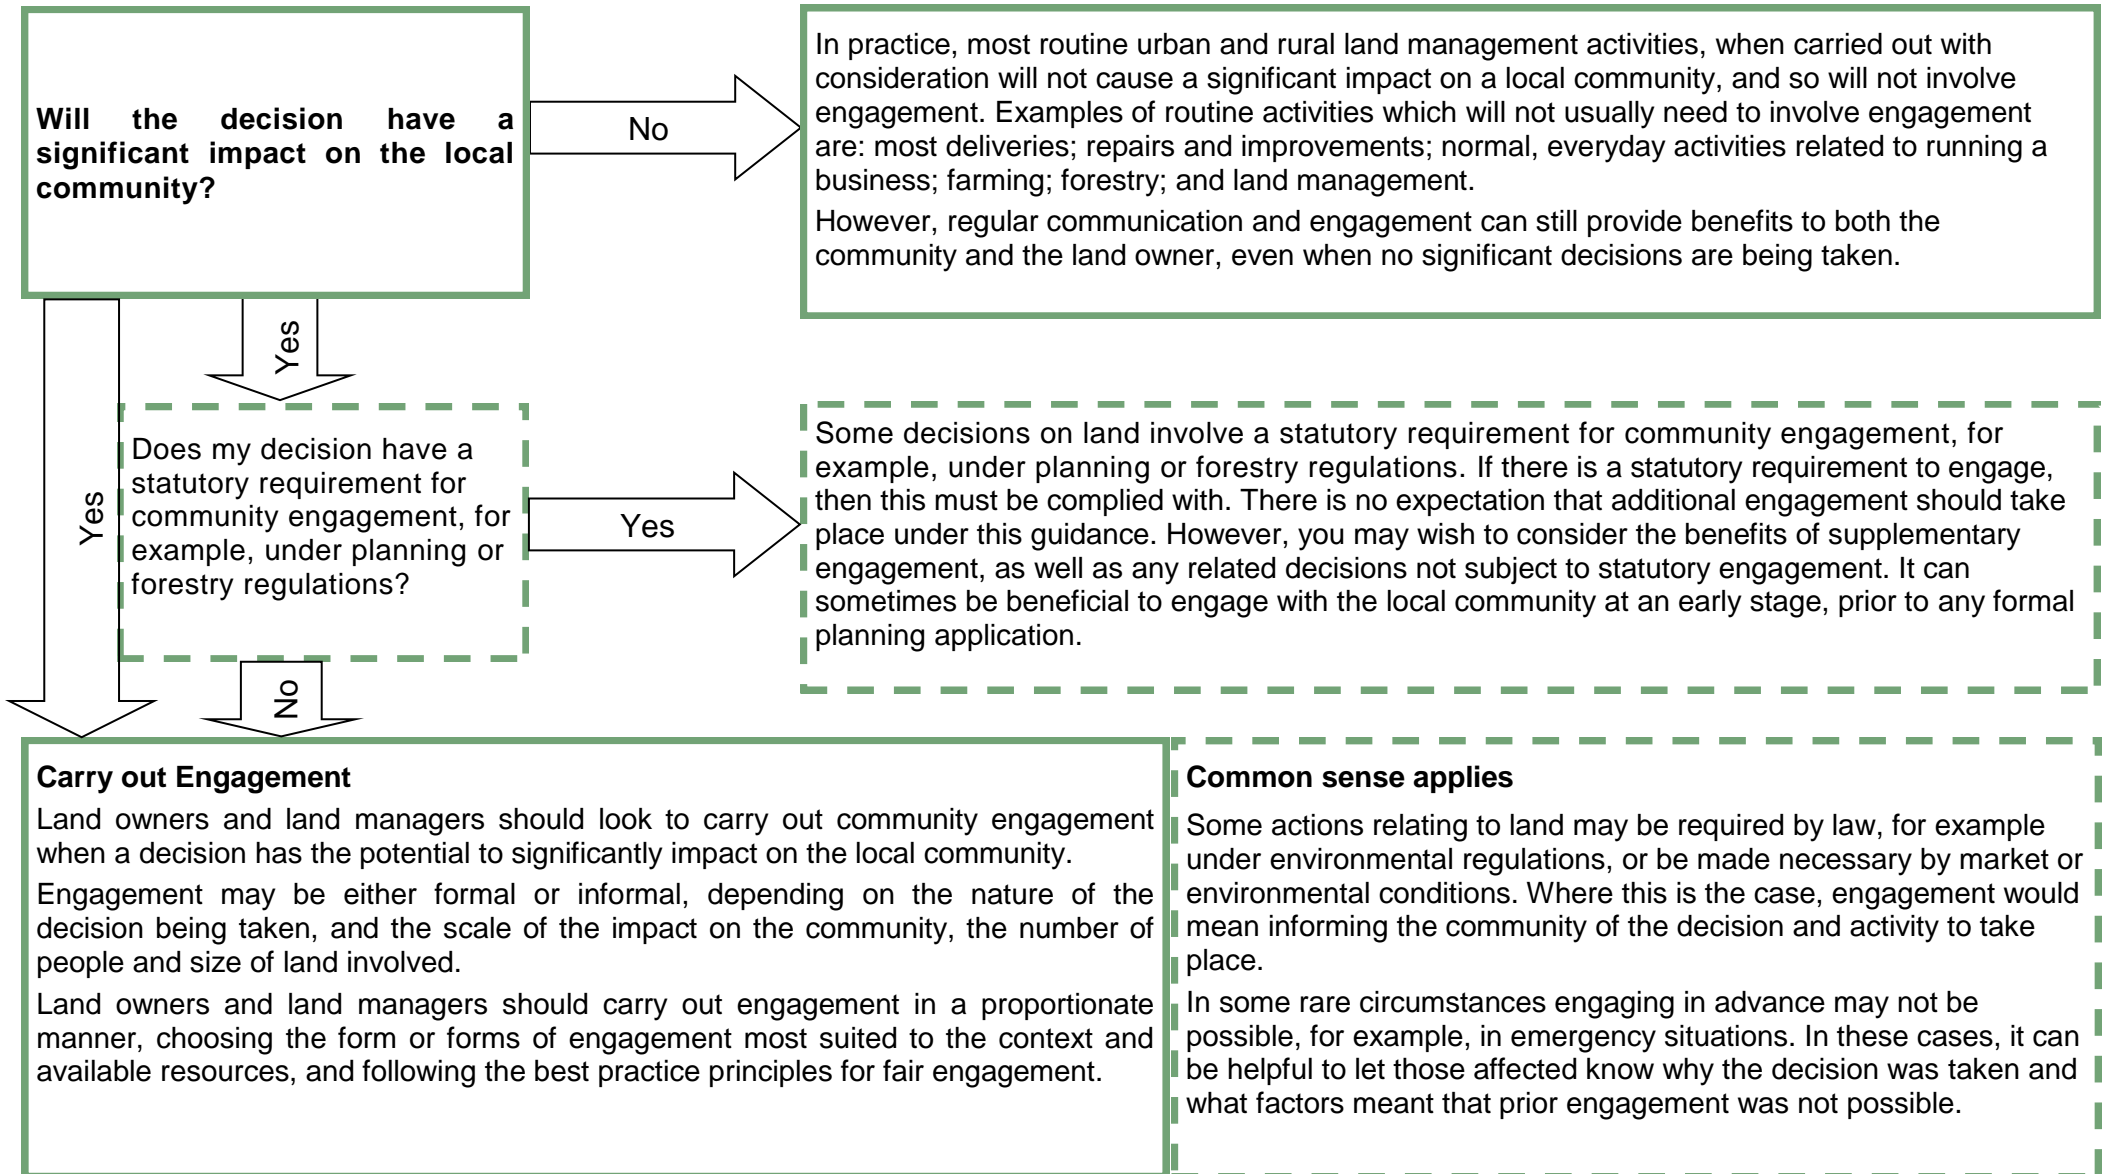 Will the decision have a
significant impact on the local
community?
No
In practice, most routine urban and rural land management activities, when carried out with
consideration will not cause a significant impact on a local community, and so will not involve
engagement. Examples of routine activities which will not usually need to involve engagement
are: most deliveries; repairs and improvements; normal, everyday activities related to running a
business; farming; forestry; and land management.
However, regular communication and engagement can still provide benefits to both the
community and the land owner, even when no significant decisions are being taken.
Yes
Yes
Does my decision have a
statutory requirement for
community engagement, for
example, under planning or
forestry regulations?
Yes
Some decisions on land involve a statutory requirement for community engagement, for
example, under planning or forestry regulations. If there is a statutory requirement to engage,
then this must be complied with. There is no expectation that additional engagement should take
place under this guidance. However, you may wish to consider the benefits of supplementary
engagement, as well as any related decisions not subject to statutory engagement. It can
sometimes be beneficial to engage with the local community at an early stage, prior to any formal
planning application.
No
Carry out Engagement
Land owners and land managers should look to carry out community engagement
when a decision has the potential to significantly impact on the local community.
Engagement may be either formal or informal, depending on the nature of the
decision being taken, and the scale of the impact on the community, the number of
people and size of land involved.
Land owners and land managers should carry out engagement in a proportionate
manner, choosing the form or forms of engagement most suited to the context and
available resources, and following the best practice principles for fair engagement.
Common sense applies
Some actions relating to land may be required by law, for example
under environmental regulations, or be made necessary by market or
environmental conditions. Where this is the case, engagement would
mean informing the community of the decision and activity to take
place.
In some rare circumstances engaging in advance may not be
possible, for example, in emergency situations. In these cases, it can
be helpful to let those affected know why the decision was taken and
what factors meant that prior engagement was not possible.